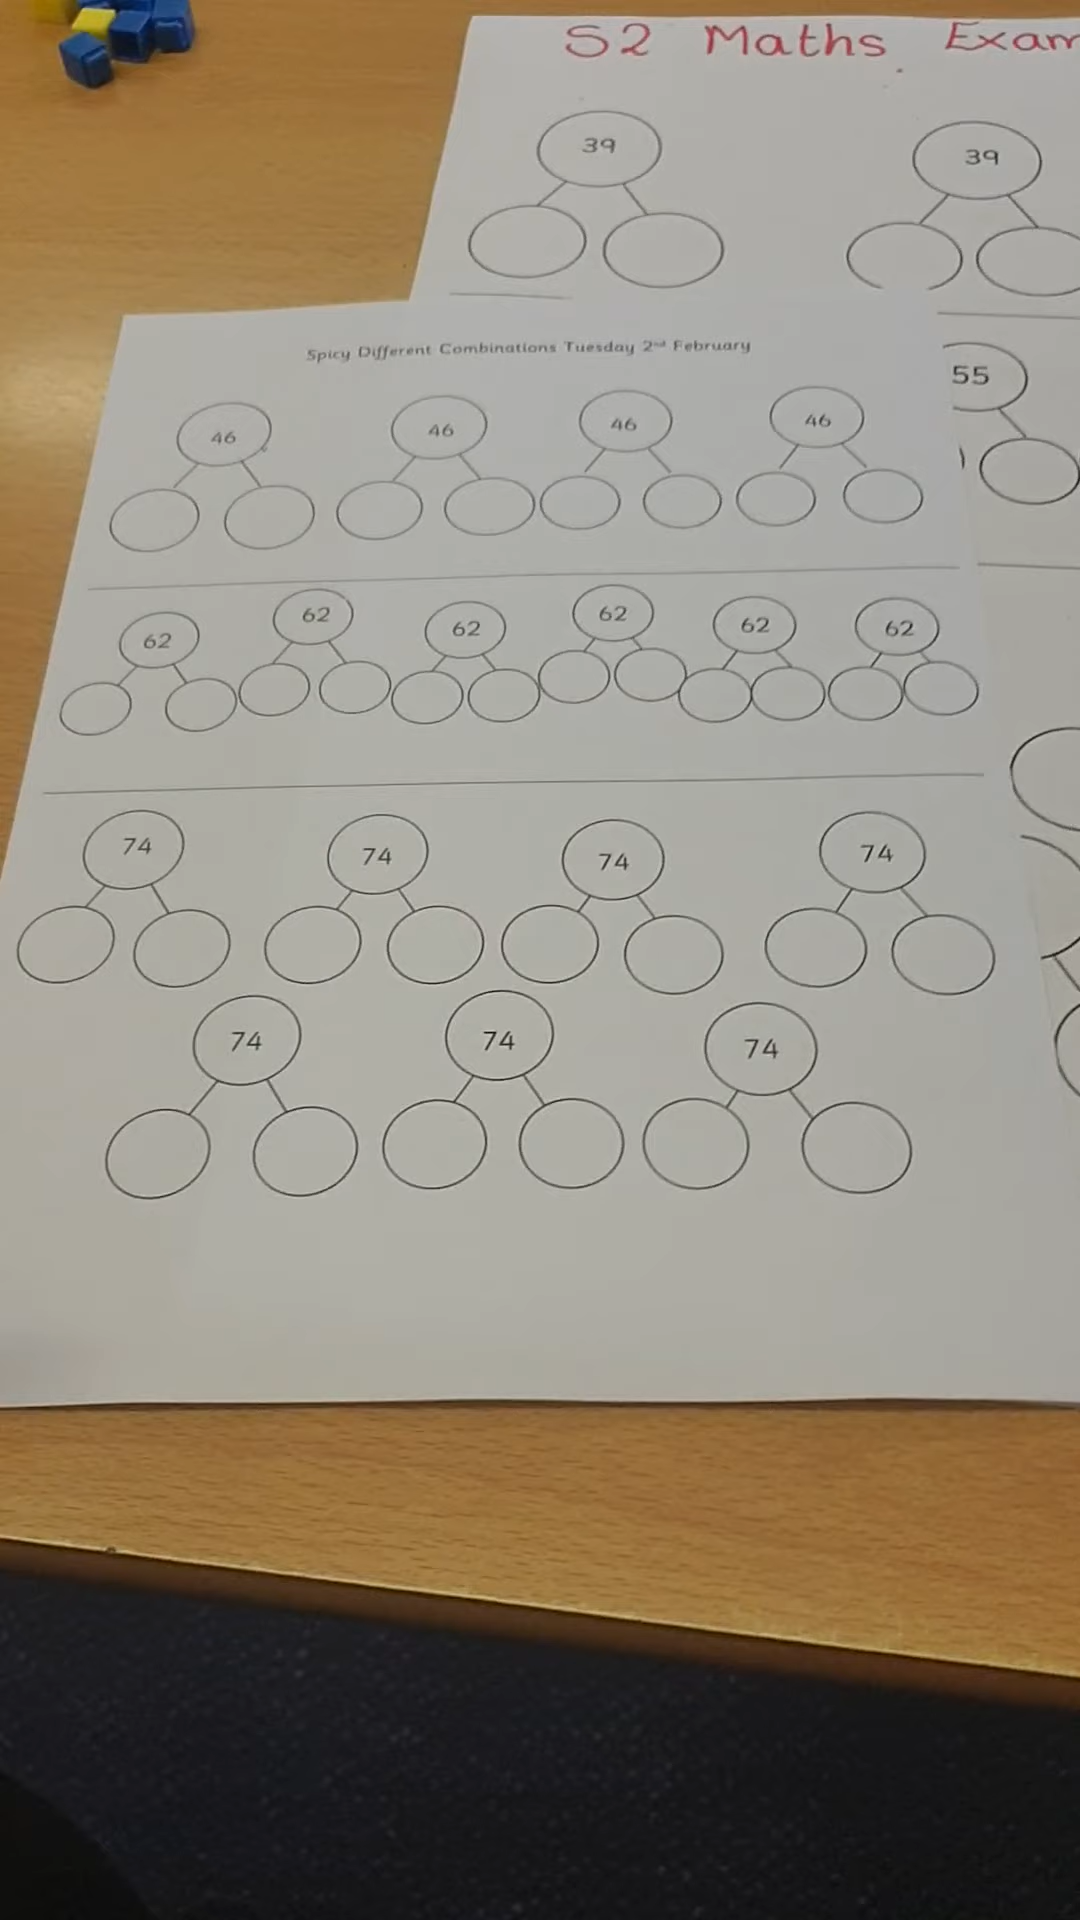 S2 Maths Exam
39 39
55
Spicy Different Combinations Tuesday 2nd February
46 46 46 46
62 62 62 62 62 62
74 74 74 74
74 74 74